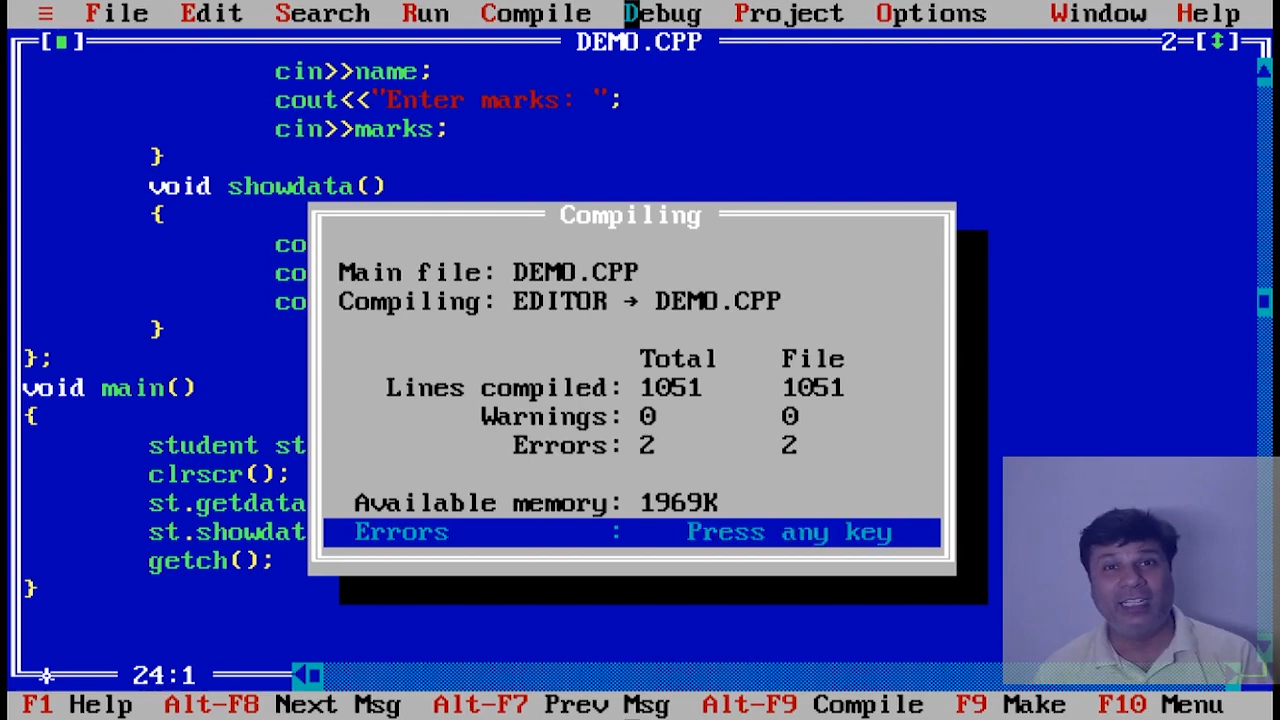 ≡ File Edit Search Run Compile Debug Project Options Window Help
[■] DEMO.CPP 2=[↕]
cin>>name;
cout<<"Enter marks: ";
cin>>marks;
}
void showdata()
{
co
co
co
}
};
void main()
{
student st
clrscr();
st.getdata
st.showdat
getch();
}
Compiling
Main file: DEMO.CPP
Compiling: EDITOR → DEMO.CPP
Total File
Lines compiled: 1051 1051
Warnings: 0 0
Errors: 2 2
Available memory: 1969K
Errors : Press any key
24:1
F1 Help Alt-F8 Next Msg Alt-F7 Prev Msg Alt-F9 Compile F9 Make F10 Menu